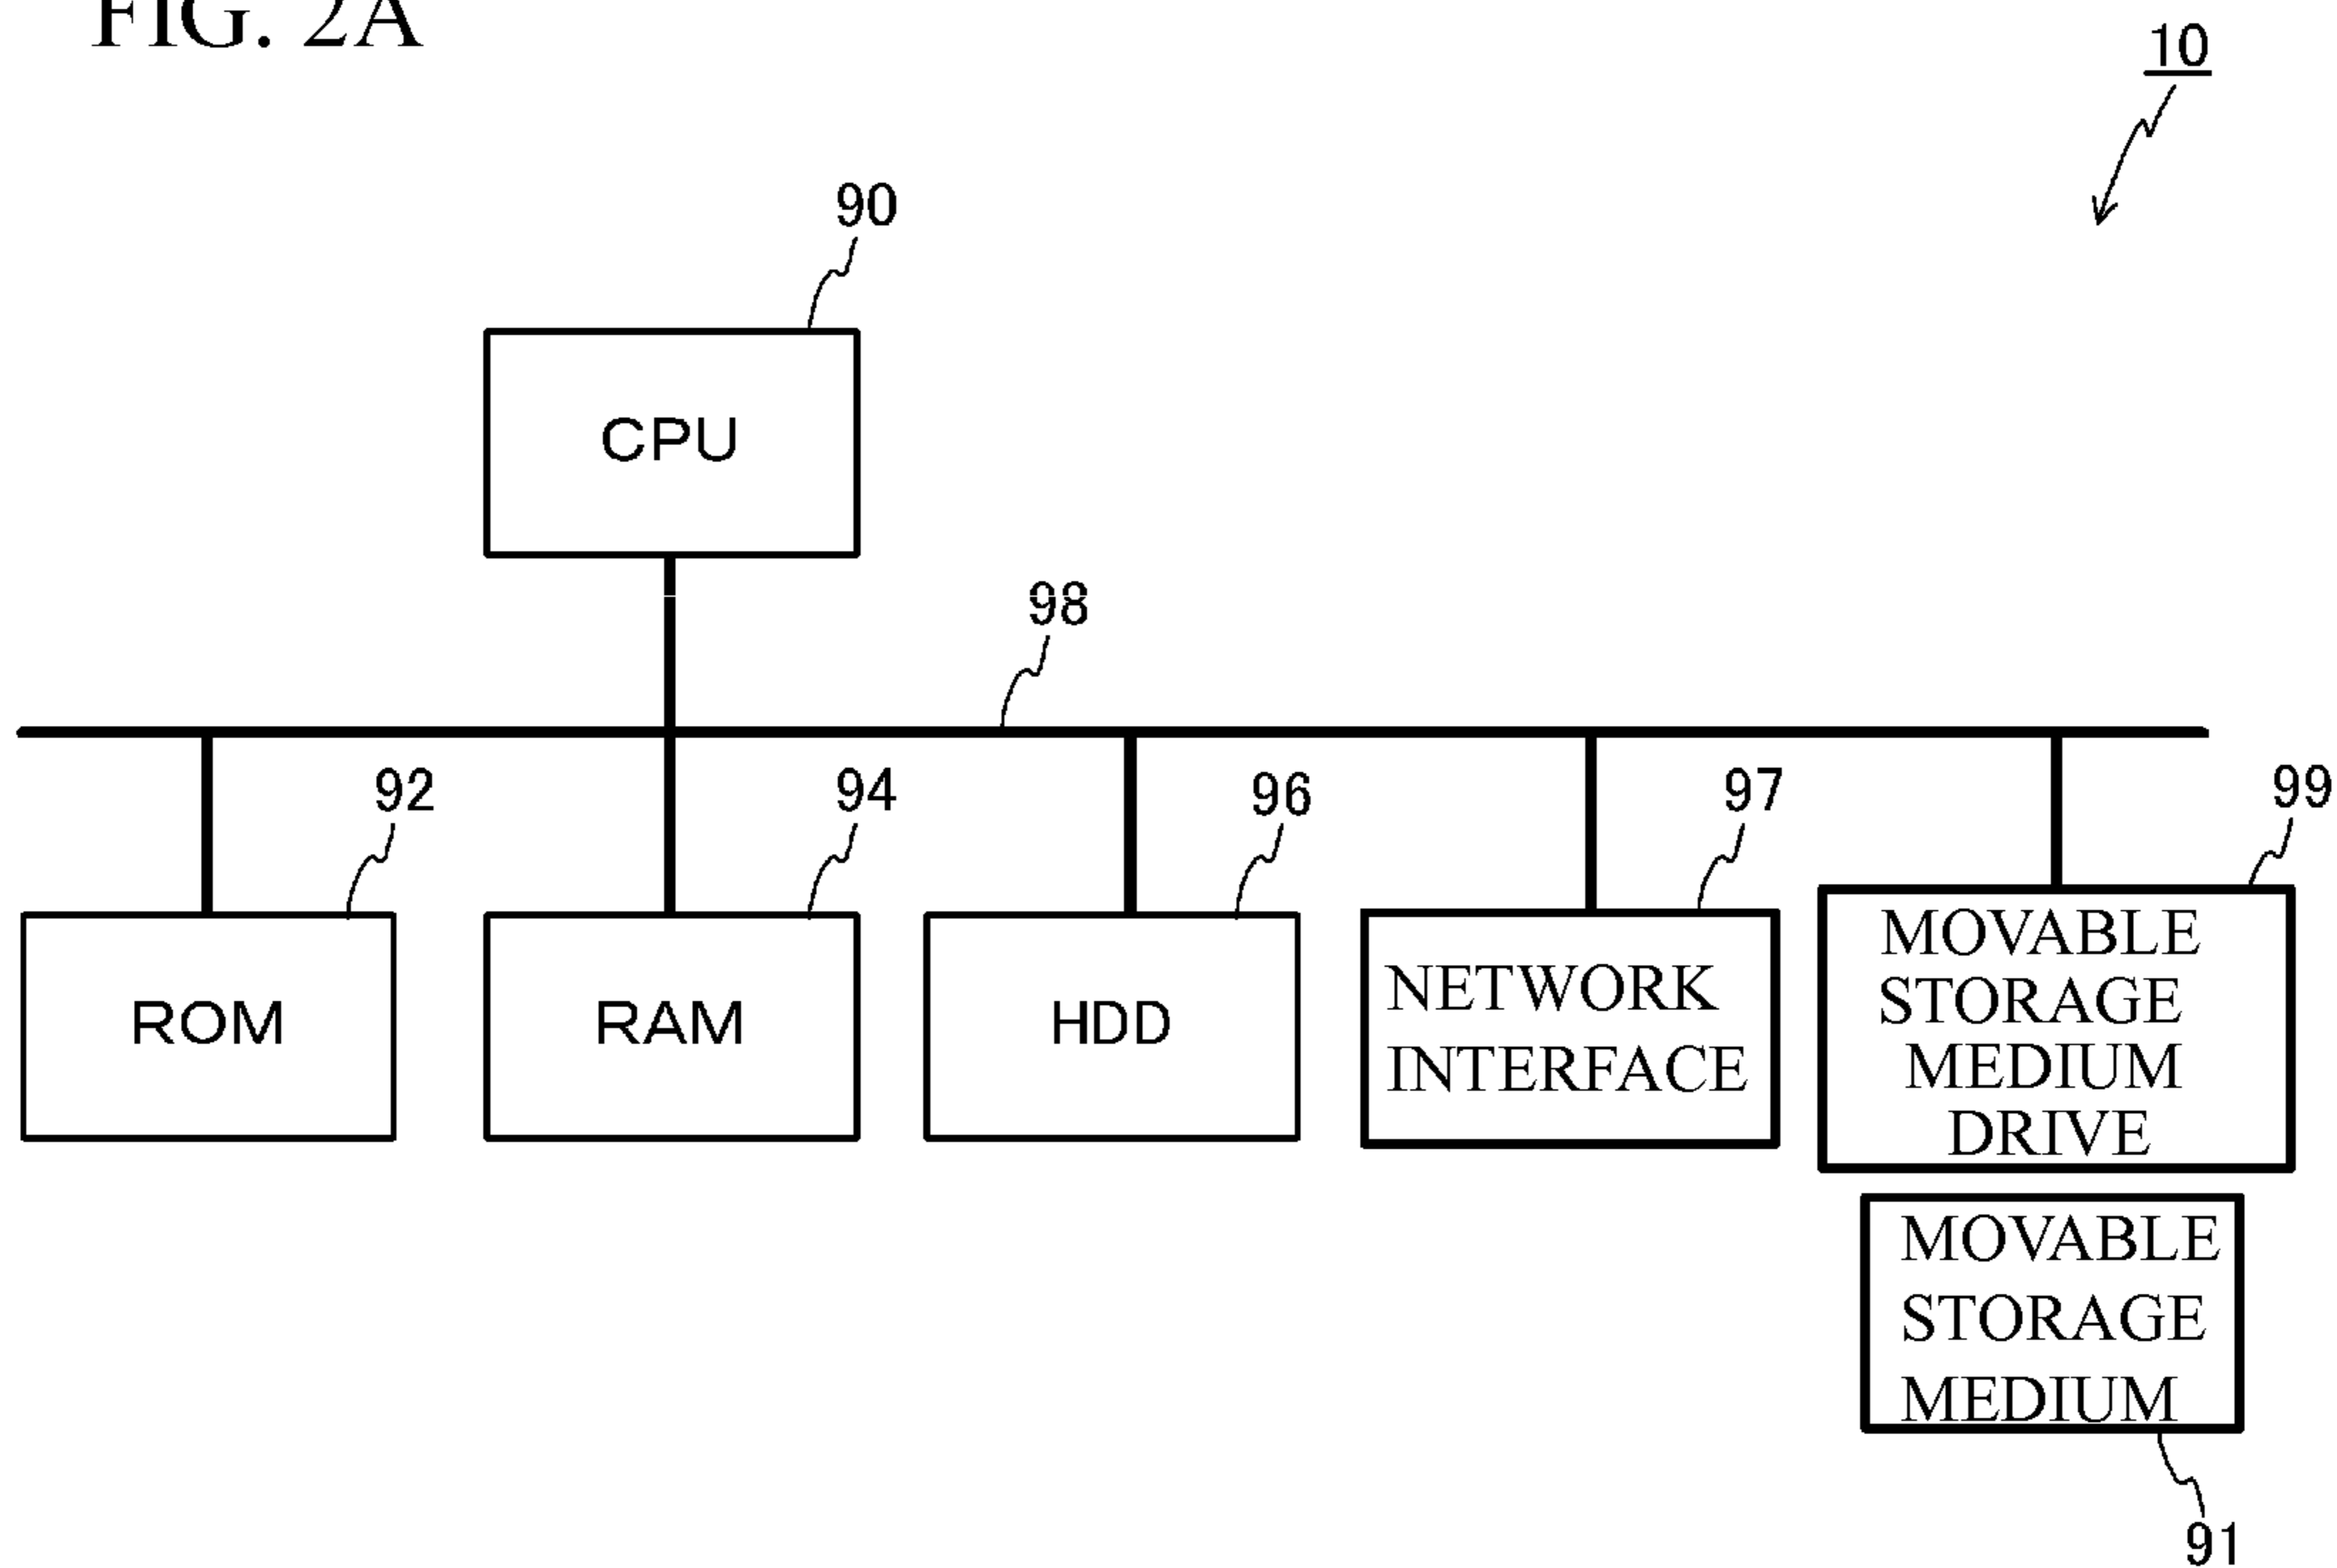 FIG. 2A
10
90
CPU
98
92
94
96
97
99
ROM
RAM
HDD
NETWORK
INTERFACE
MOVABLE
STORAGE
MEDIUM
DRIVE
MOVABLE
STORAGE
MEDIUM
91